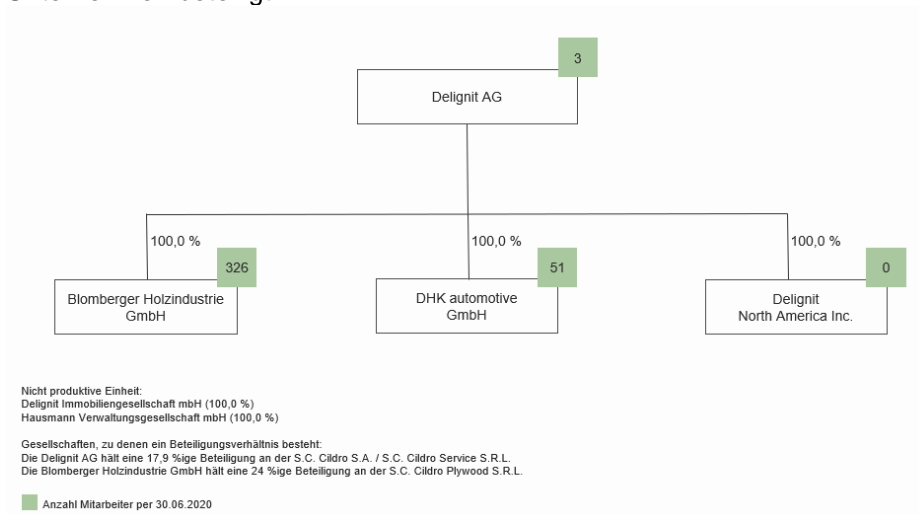 3
Delignit AG
100,0 %
100,0 %
100,0 %
326
51
0
Blomberger Holzindustrie
GmbH
DHK automotive
GmbH
Delignit
North America Inc.
Nicht produktive Einheit:
Delignit Immobiliengesellschaft mbH (100,0 %)
Hausmann Verwaltungsgesellschaft mbH (100,0 %)
Gesellschaften, zu denen ein Beteiligungsverhältnis besteht:
Die Delignit AG hält eine 17,9 %ige Beteiligung an der S.C. Cildro S.A. / S.C. Cildro Service S.R.L.
Die Blomberger Holzindustrie GmbH hält eine 24 %ige Beteiligung an der S.C. Cildro Plywood S.R.L.
Anzahl Mitarbeiter per 30.06.2020